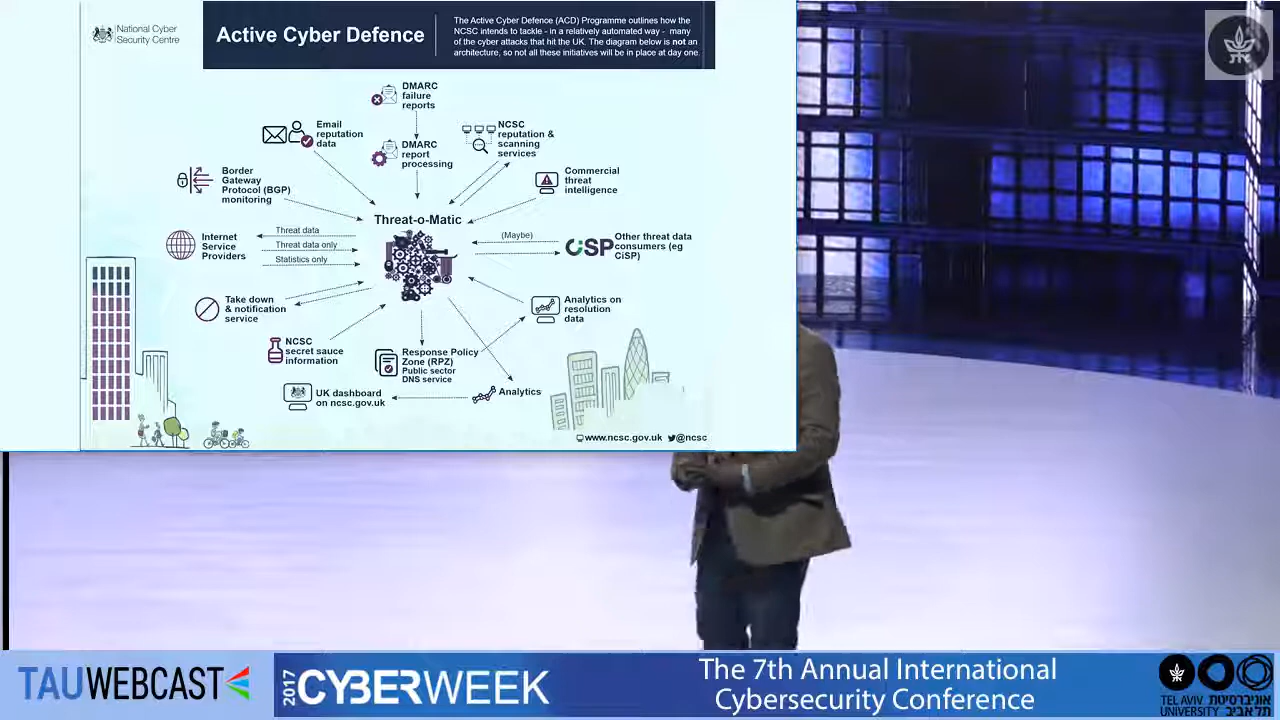 National Cyber
Security Centre
Active Cyber Defence
The Active Cyber Defence (ACD) Programme outlines how the
NCSC intends to tackle - in a relatively automated way - many
of the cyber attacks that hit the UK. The diagram below is not an
architecture, so not all these initiatives will be in place at day one.
DMARC
failure
reports
Email
reputation
data
DMARC
report
processing
NCSC
reputation &
scanning
services
Border
Gateway
Protocol (BGP)
monitoring
Commercial
threat
intelligence
Threat-o-Matic
Internet
Service
Providers
Threat data
Threat data only
Statistics only
(Maybe)
CiSP
Other threat data
consumers (eg
CiSP)
Take down
& notification
service
Analytics on
resolution
data
NCSC
secret sauce
information
Response Policy
Zone (RPZ)
Public sector
DNS service
UK dashboard
on ncsc.gov.uk
Analytics
www.ncsc.gov.uk @ncsc
TAUWEBCAST
2017 CYBERWEEK
The 7th Annual International
Cybersecurity Conference
TEL AVIV אוניברסיטת
UNIVERSITY תל אביב